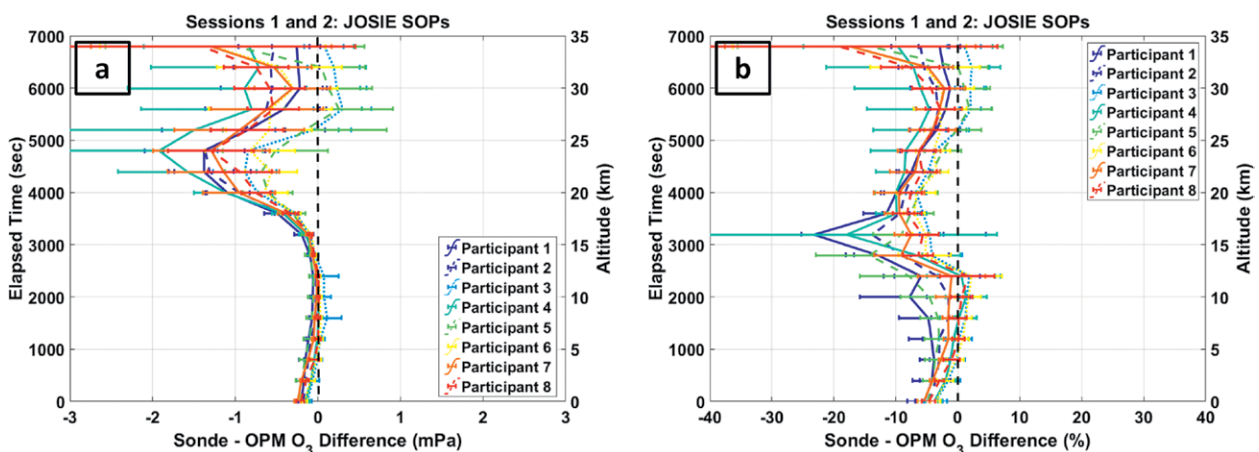 Sessions 1 and 2: JOSIE SOPs
a
Elapsed Time (sec)
7000
6000
5000
4000
3000
2000
1000
0
35
30
25
20
15
10
5
0
Altitude (km)
Participant 1
Participant 2
Participant 3
Participant 4
Participant 5
Participant 6
Participant 7
Participant 8
-3 -2 -1 0 1 2 3
Sonde - OPM O3 Difference (mPa)
Sessions 1 and 2: JOSIE SOPs
b
Elapsed Time (sec)
7000
6000
5000
4000
3000
2000
1000
0
35
30
25
20
15
10
5
0
Altitude (km)
Participant 1
Participant 2
Participant 3
Participant 4
Participant 5
Participant 6
Participant 7
Participant 8
-40 -30 -20 -10 0 10 20 30 40
Sonde - OPM O3 Difference (%)